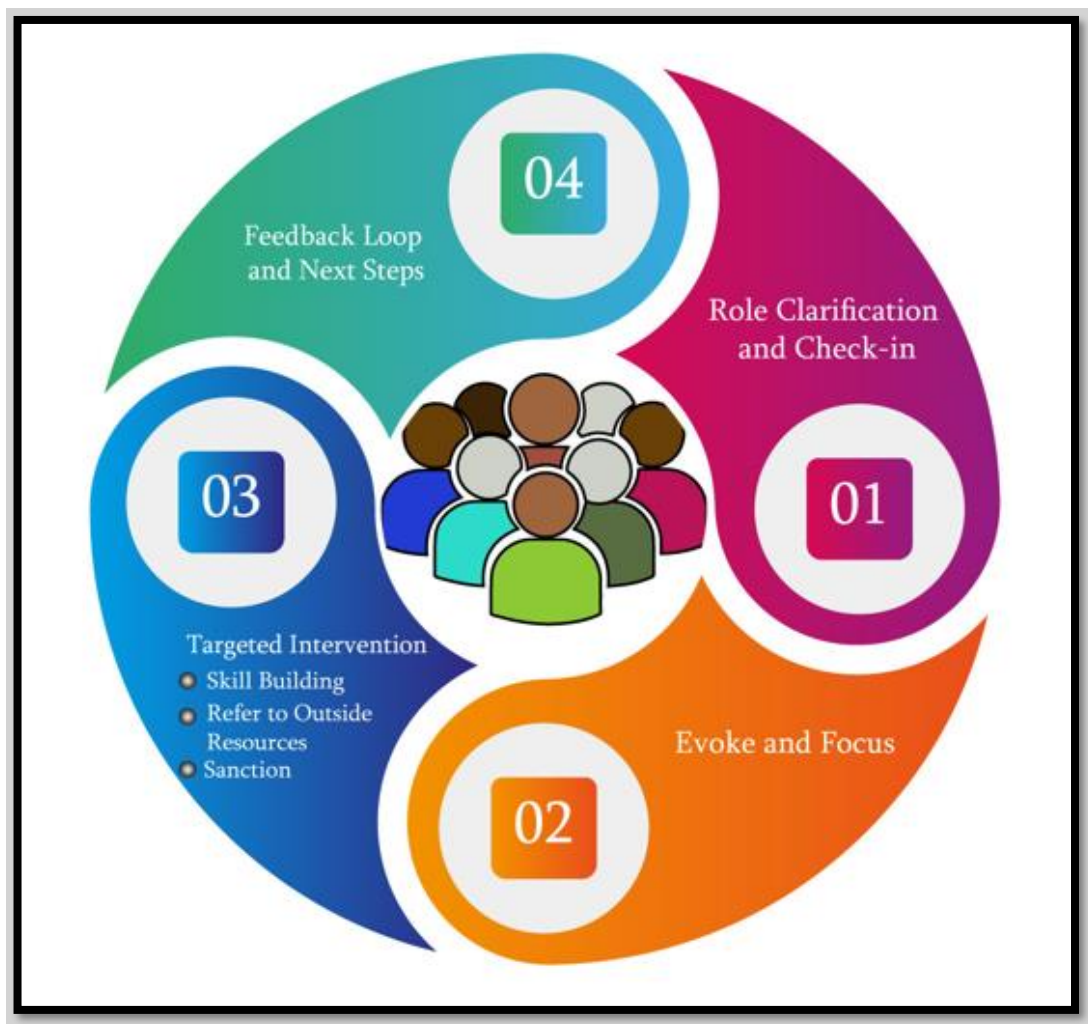 04
Feedback Loop
and Next Steps
Role Clarification
and Check-in
01
03
Targeted Intervention
Skill Building
Refer to Outside
Resources
Sanction
Evoke and Focus
02